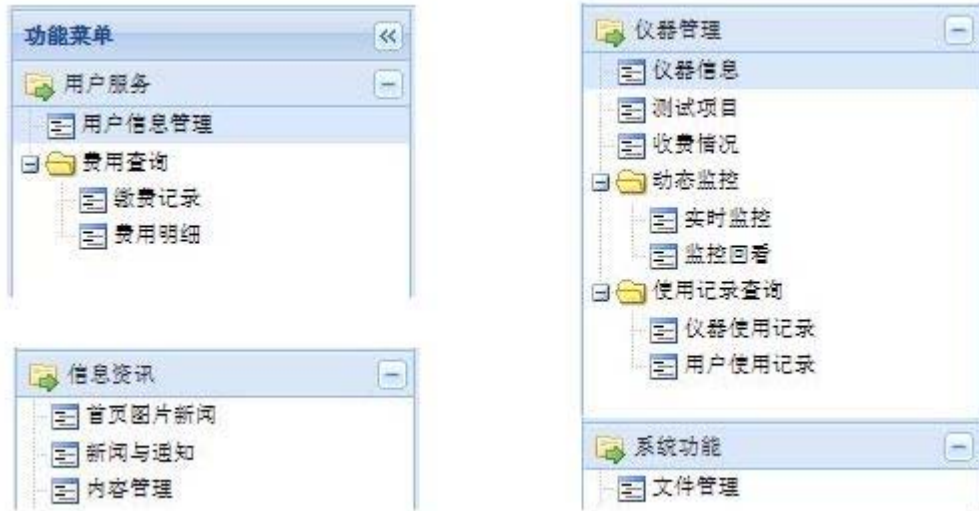 功能菜单
用户服务
用户信息管理
费用查询
缴费记录
费用明细
信息资讯
首页图片新闻
新闻与通知
内容管理
仪器管理
仪器信息
测试项目
收费情况
动态监控
实时监控
监控回看
使用记录查询
仪器使用记录
用户使用记录
系统功能
文件管理